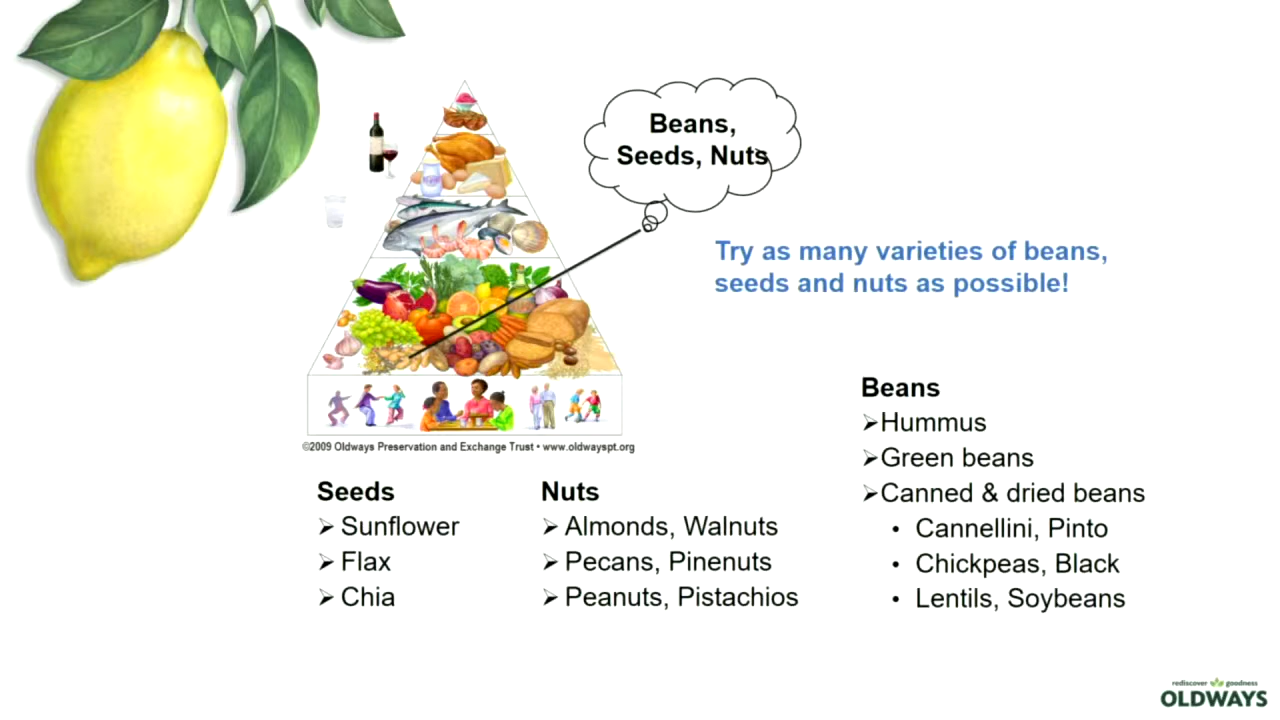 Beans,
Seeds, Nuts
Try as many varieties of beans,
seeds and nuts as possible!
©2009 Oldways Preservation and Exchange Trust • www.oldwayspt.org
Seeds
➢ Sunflower
➢ Flax
➢ Chia
Nuts
➢ Almonds, Walnuts
➢ Pecans, Pinenuts
➢ Peanuts, Pistachios
Beans
➢ Hummus
➢ Green beans
➢ Canned & dried beans
• Cannellini, Pinto
• Chickpeas, Black
• Lentils, Soybeans
rediscover goodness
OLDWAYS